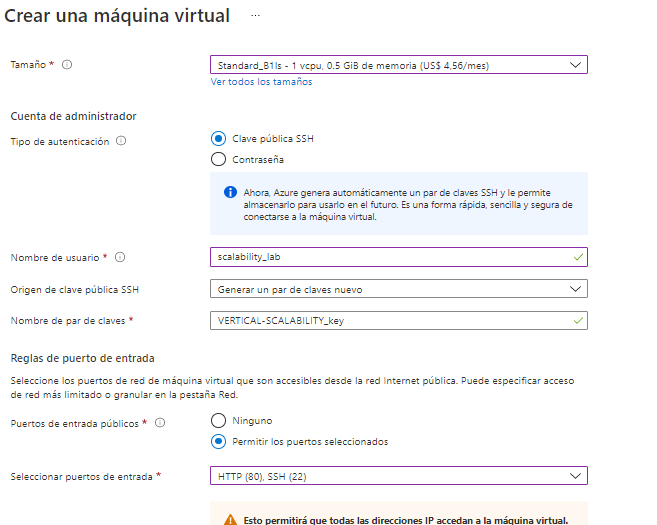 Crear una máquina virtual ...
Tamaño *
Standard_B1ls - 1 vcpu, 0.5 GiB de memoria (US$ 4,56/mes)
Ver todos los tamaños
Cuenta de administrador
Tipo de autenticación
Clave pública SSH
Contraseña
Ahora, Azure genera automáticamente un par de claves SSH y le permite
almacenarlo para usarlo en el futuro. Es una forma rápida, sencilla y segura de
conectarse a la máquina virtual.
Nombre de usuario *
scalability_lab
Origen de clave pública SSH
Generar un par de claves nuevo
Nombre de par de claves *
VERTICAL-SCALABILITY_key
Reglas de puerto de entrada
Seleccione los puertos de red de máquina virtual que son accesibles desde la red Internet pública. Puede especificar acceso
de red más limitado o granular en la pestaña Red.
Puertos de entrada públicos *
Ninguno
Permitir los puertos seleccionados
Seleccionar puertos de entrada *
HTTP (80), SSH (22)
Esto permitirá que todas las direcciones IP accedan a la máquina virtual.